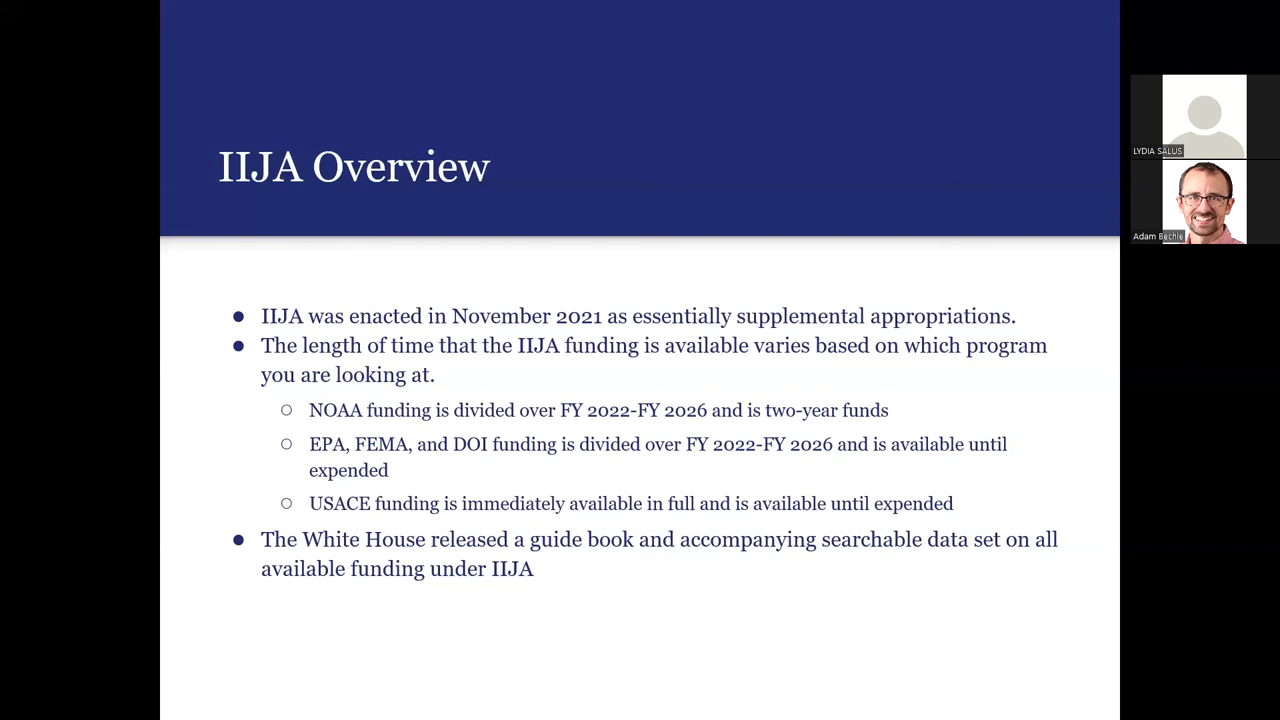 IIJA Overview
● IIJA was enacted in November 2021 as essentially supplemental appropriations.
● The length of time that the IIJA funding is available varies based on which program
you are looking at.
○ NOAA funding is divided over FY 2022-FY 2026 and is two-year funds
○ EPA, FEMA, and DOI funding is divided over FY 2022-FY 2026 and is available until
expended
○ USACE funding is immediately available in full and is available until expended
● The White House released a guide book and accompanying searchable data set on all
available funding under IIJA
LYDIA SALUS
Adam Bechle